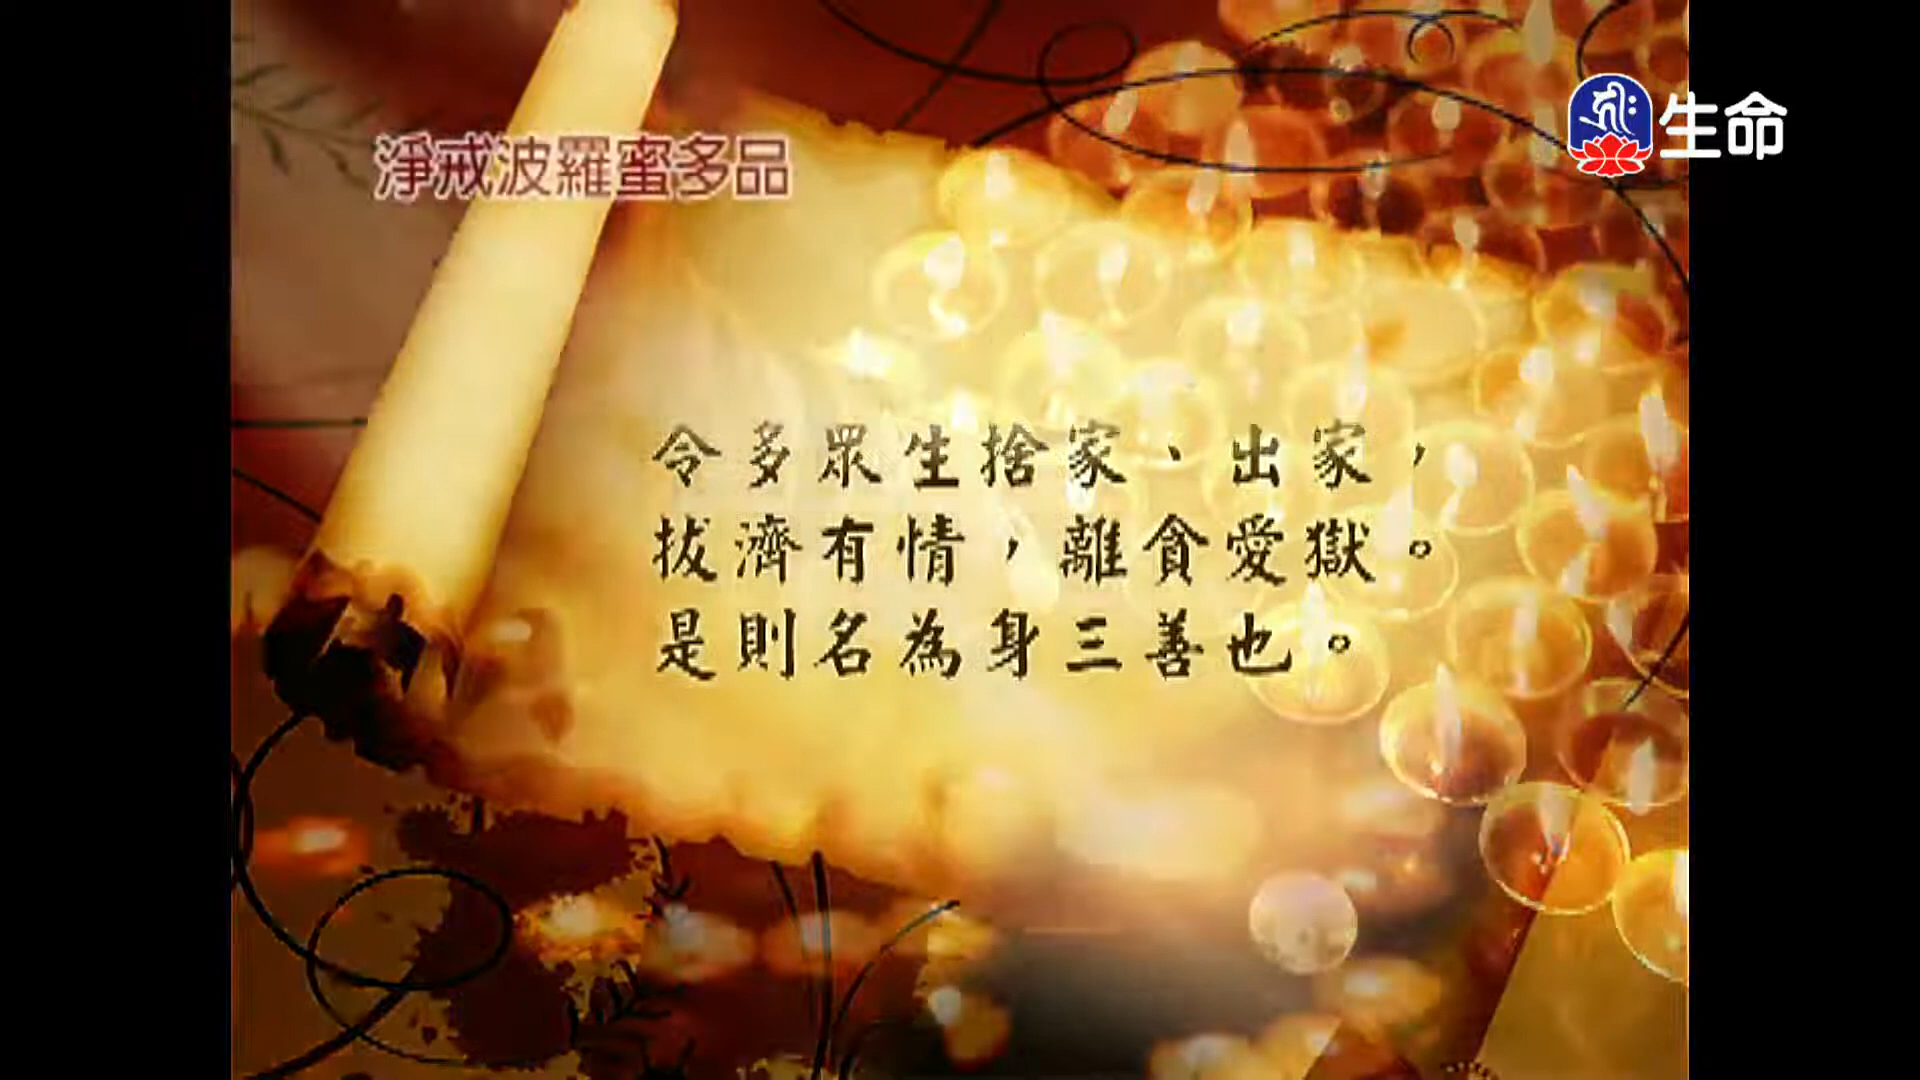 淨戒波羅蜜多品
生命
令多眾生捨家、出家，
拔濟有情，離貪愛獄。
是則名為身三善也。